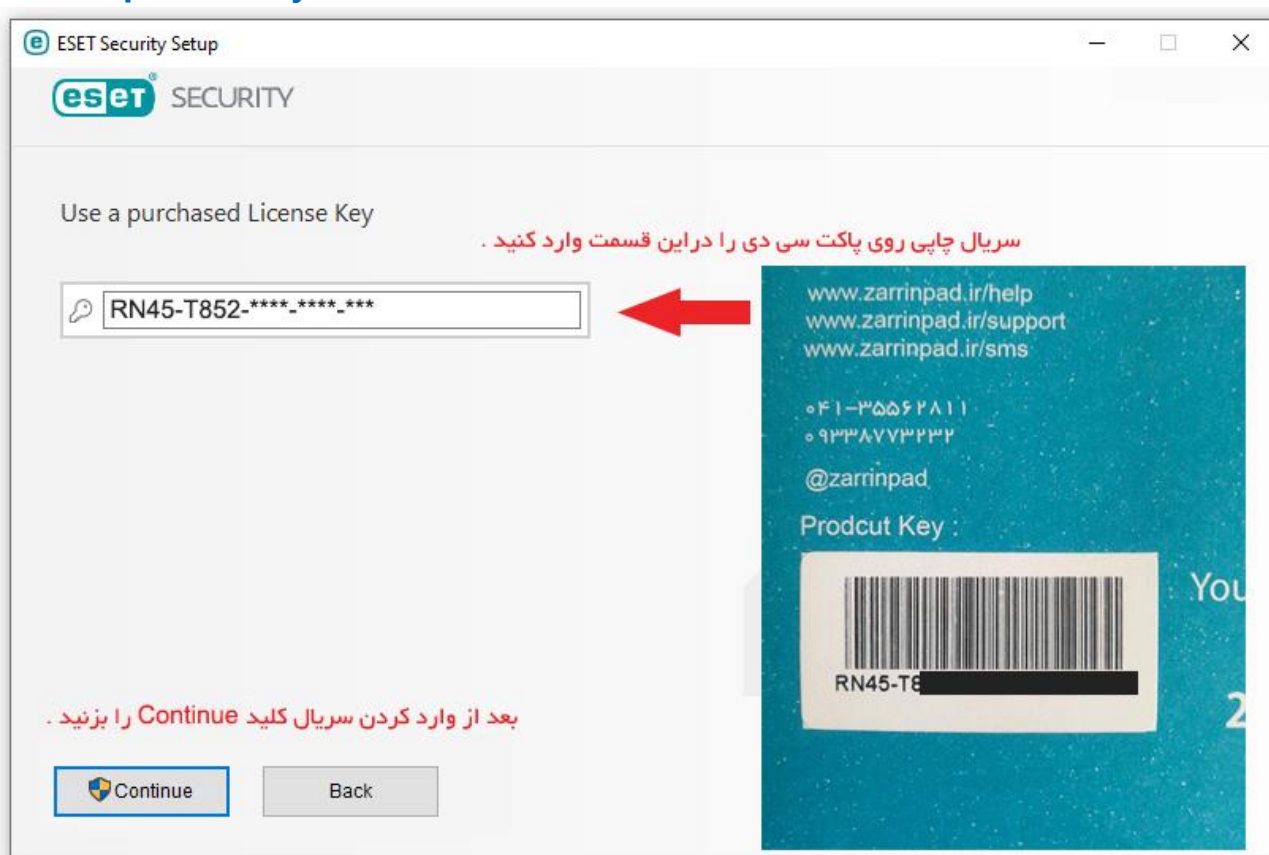 ESET Security Setup
eset® SECURITY
Use a purchased License Key
سریال چاپی روی پاکت سی دی را دراین قسمت وارد کنید .
RN45-T852-****-****-***
www.zarrinpad.ir/help
www.zarrinpad.ir/support
www.zarrinpad.ir/sms
۰۴۱-۳۵۵۶۲۸۱۱
۰۹۳۳۸۷۷۳۲۳۲
@zarrinpad
Prodcut Key :
You
RN45-T8
2
بعد از وارد کردن سریال کلید Continue را بزنید .
Continue
Back